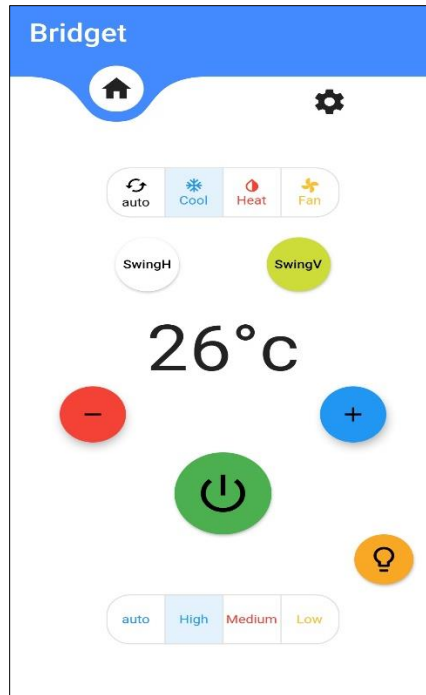 Bridget
auto Cool Heat Fan
SwingH SwingV
26°c
− +
auto High Medium Low